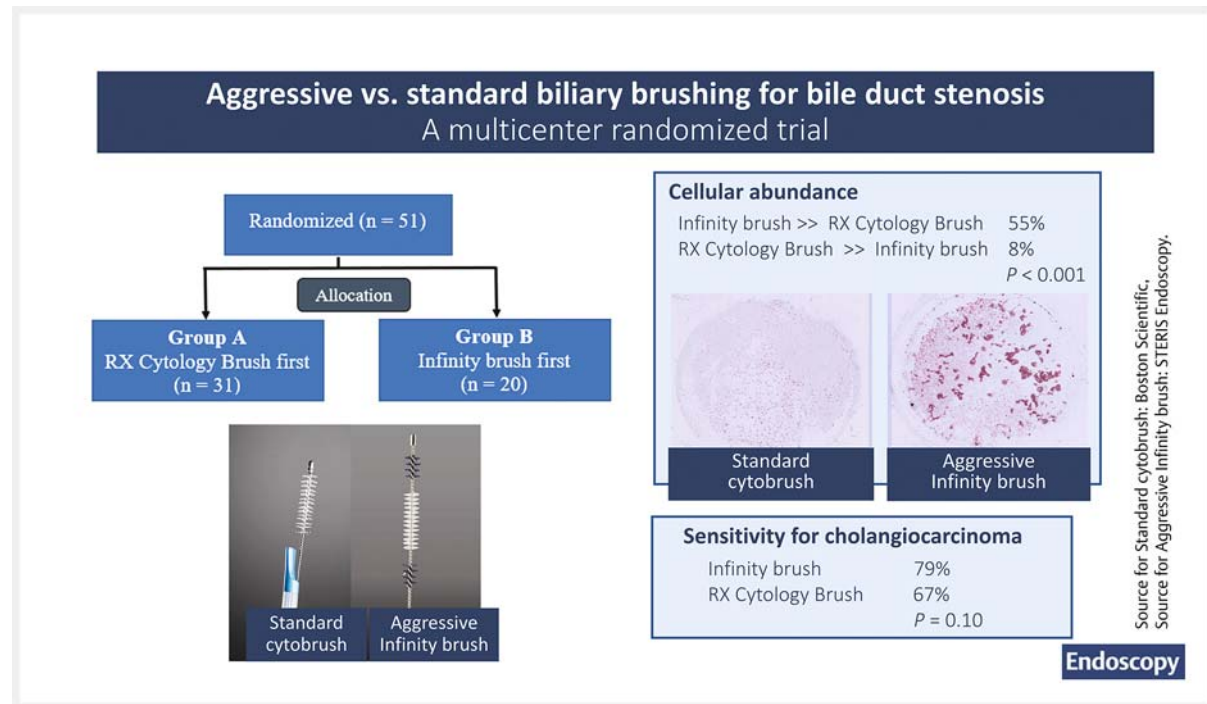 Aggressive vs. standard biliary brushing for bile duct stenosis
A multicenter randomized trial
Randomized (n = 51)
Allocation
Group A
RX Cytology Brush first
(n = 31)
Group B
Infinity brush first
(n = 20)
Standard
cytobrush
Aggressive
Infinity brush
Cellular abundance
Infinity brush >> RX Cytology Brush 55%
RX Cytology Brush >> Infinity brush 8%
P < 0.001
Standard
cytobrush
Aggressive
Infinity brush
Sensitivity for cholangiocarcinoma
Infinity brush 79%
RX Cytology Brush 67%
P = 0.10
Source for Standard cytobrush: Boston Scientific,
Source for Aggressive Infinity brush: STERIS Endoscopy.
Endoscopy